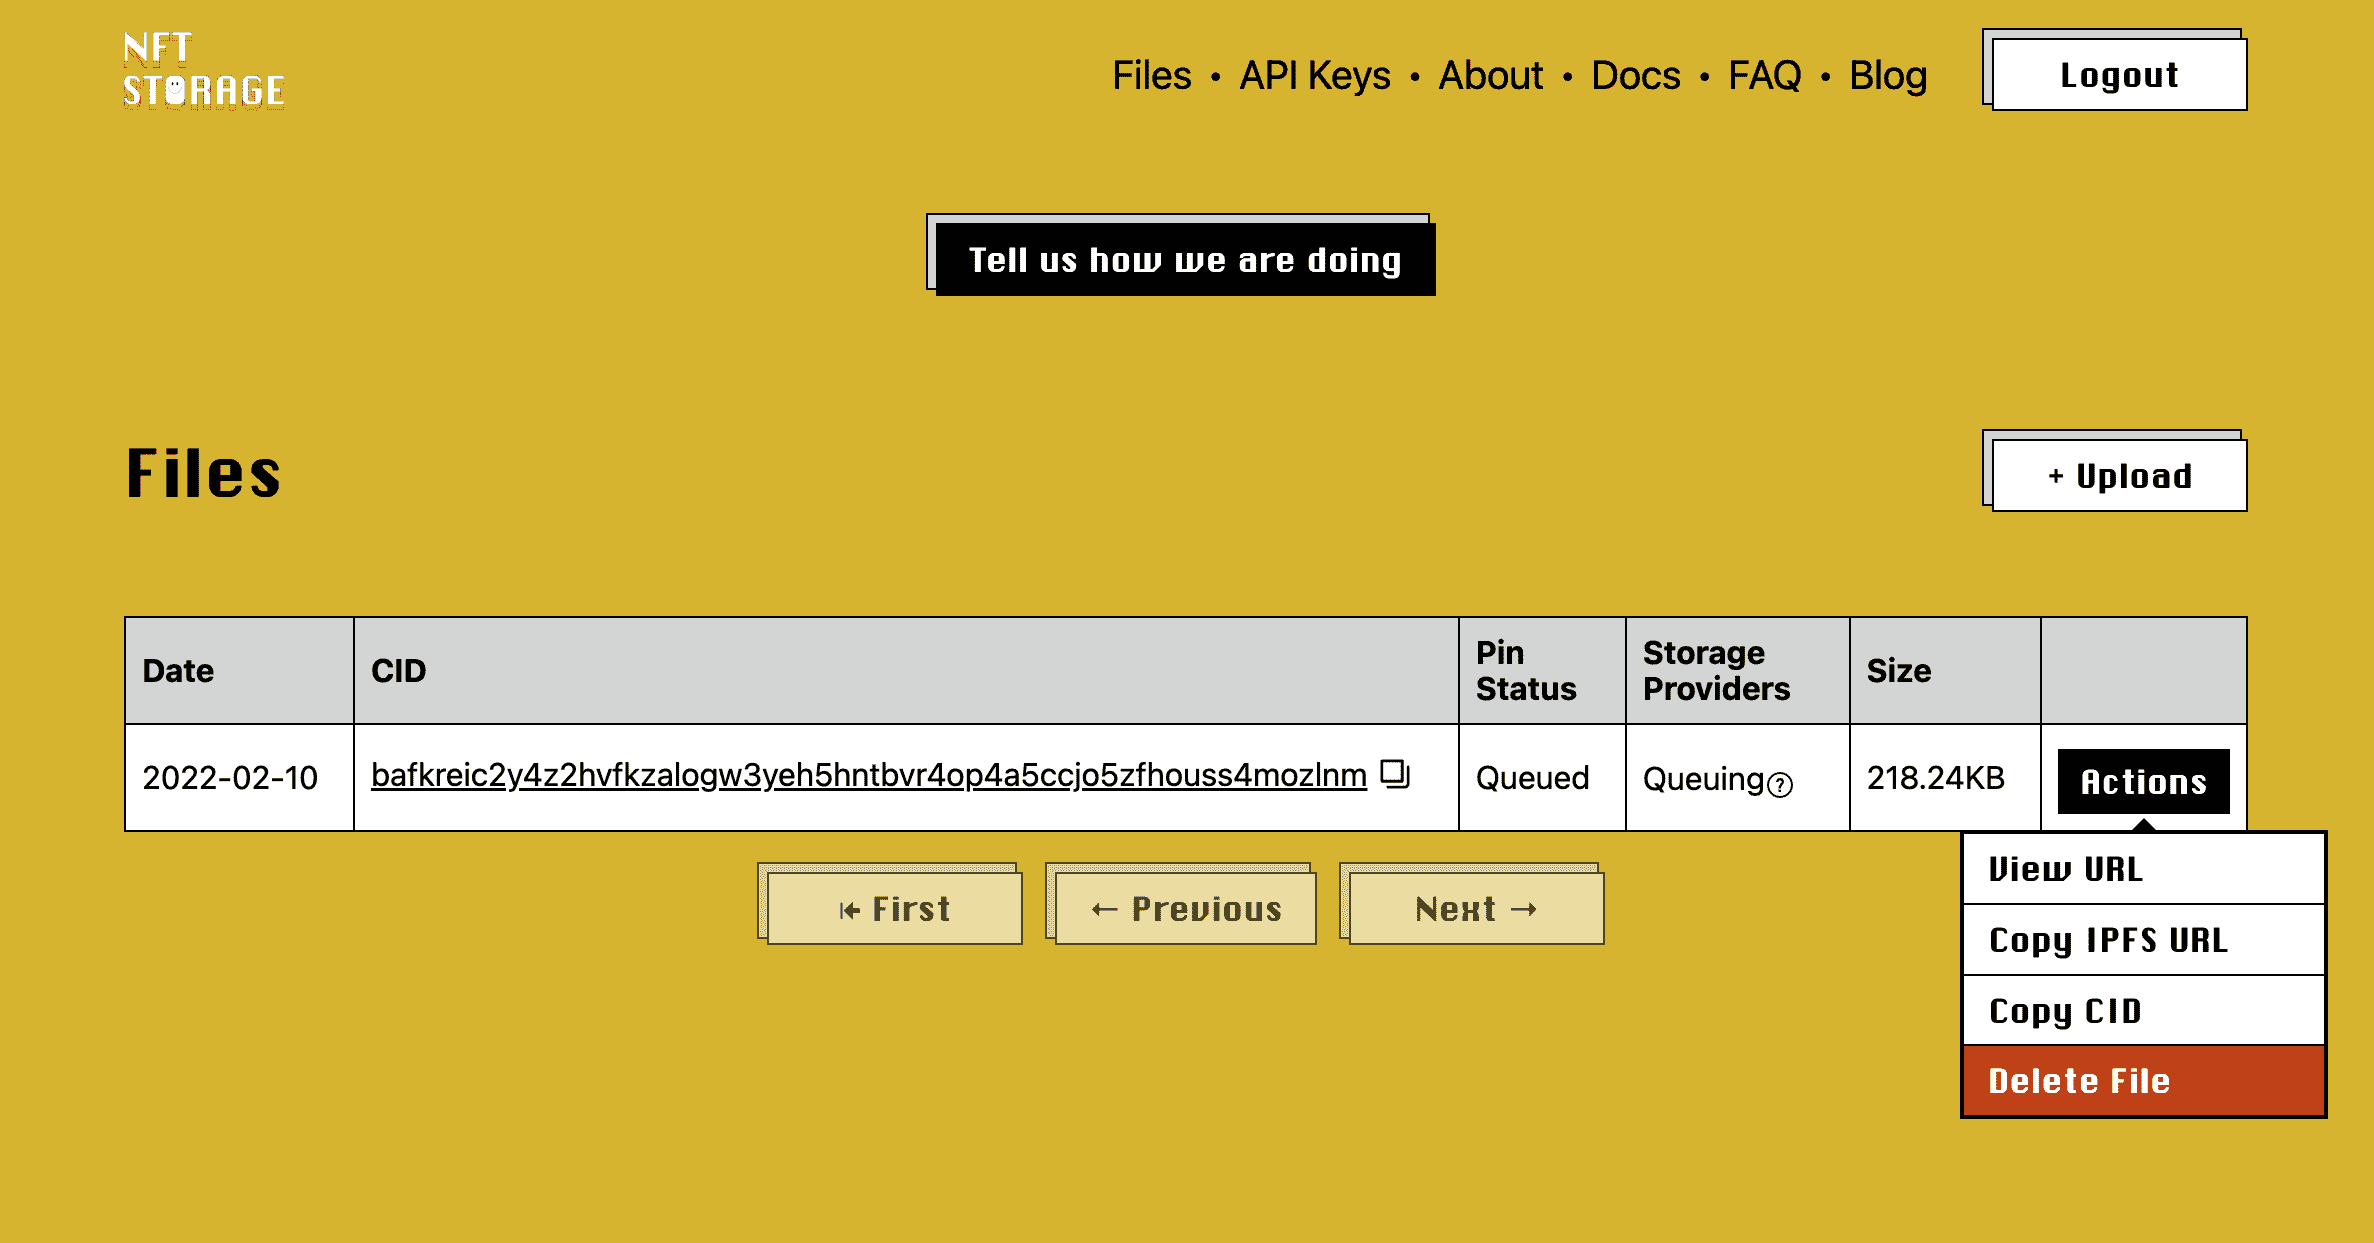 NFT
STORAGE
Files • API Keys • About • Docs • FAQ • Blog
Logout
Tell us how we are doing
Files
+ Upload
Date
CID
Pin
Status
Storage
Providers
Size
2022-02-10
bafkreic2y4z2hvfkzalogw3yeh5hntbvr4op4a5ccjo5zfhouss4mozlnm
Queued
Queuing?
218.24KB
Actions
View URL
Copy IPFS URL
Copy CID
Delete File
⇤ First
← Previous
Next →